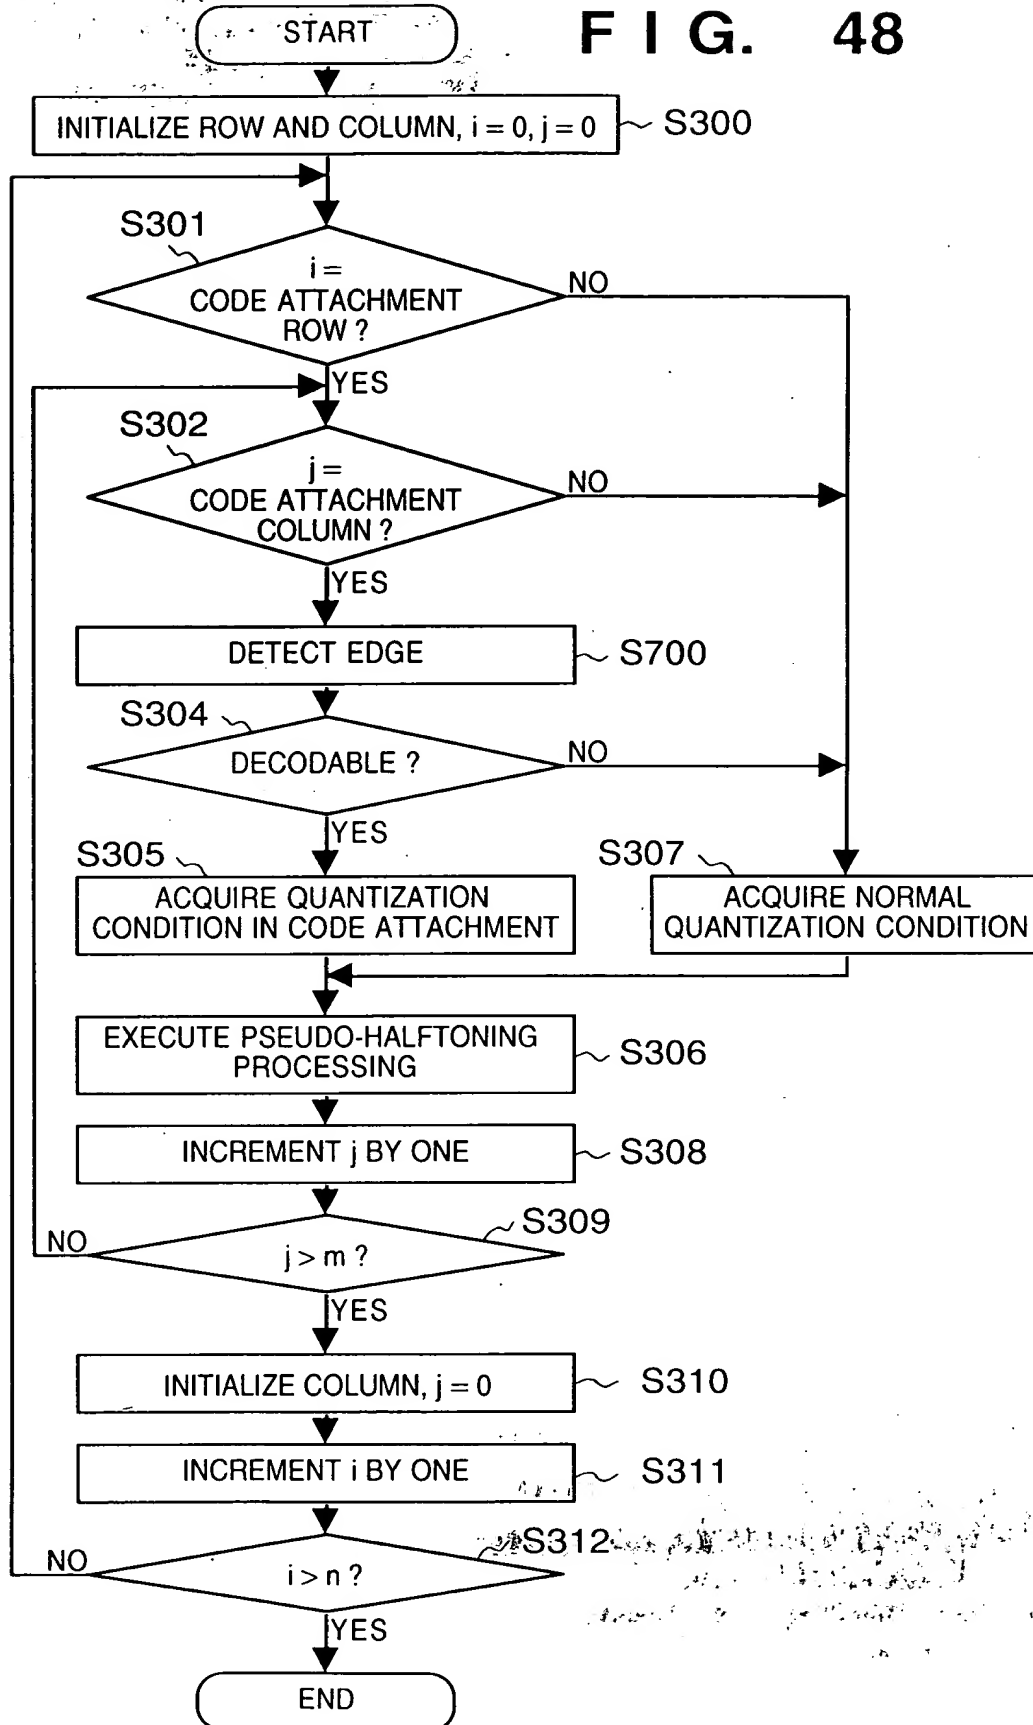 START
F I G. 48
INITIALIZE ROW AND COLUMN, i = 0, j = 0
S300
S301
i =
CODE ATTACHMENT
ROW ?
NO
YES
S302
j =
CODE ATTACHMENT
COLUMN ?
NO
YES
DETECT EDGE
S700
S304
DECODABLE ?
NO
YES
S305
ACQUIRE QUANTIZATION
CONDITION IN CODE ATTACHMENT
S307
ACQUIRE NORMAL
QUANTIZATION CONDITION
EXECUTE PSEUDO-HALFTONING
PROCESSING
S306
INCREMENT j BY ONE
S308
S309
NO
j > m ?
YES
INITIALIZE COLUMN, j = 0
S310
INCREMENT i BY ONE
S311
S312
NO
i > n ?
YES
END